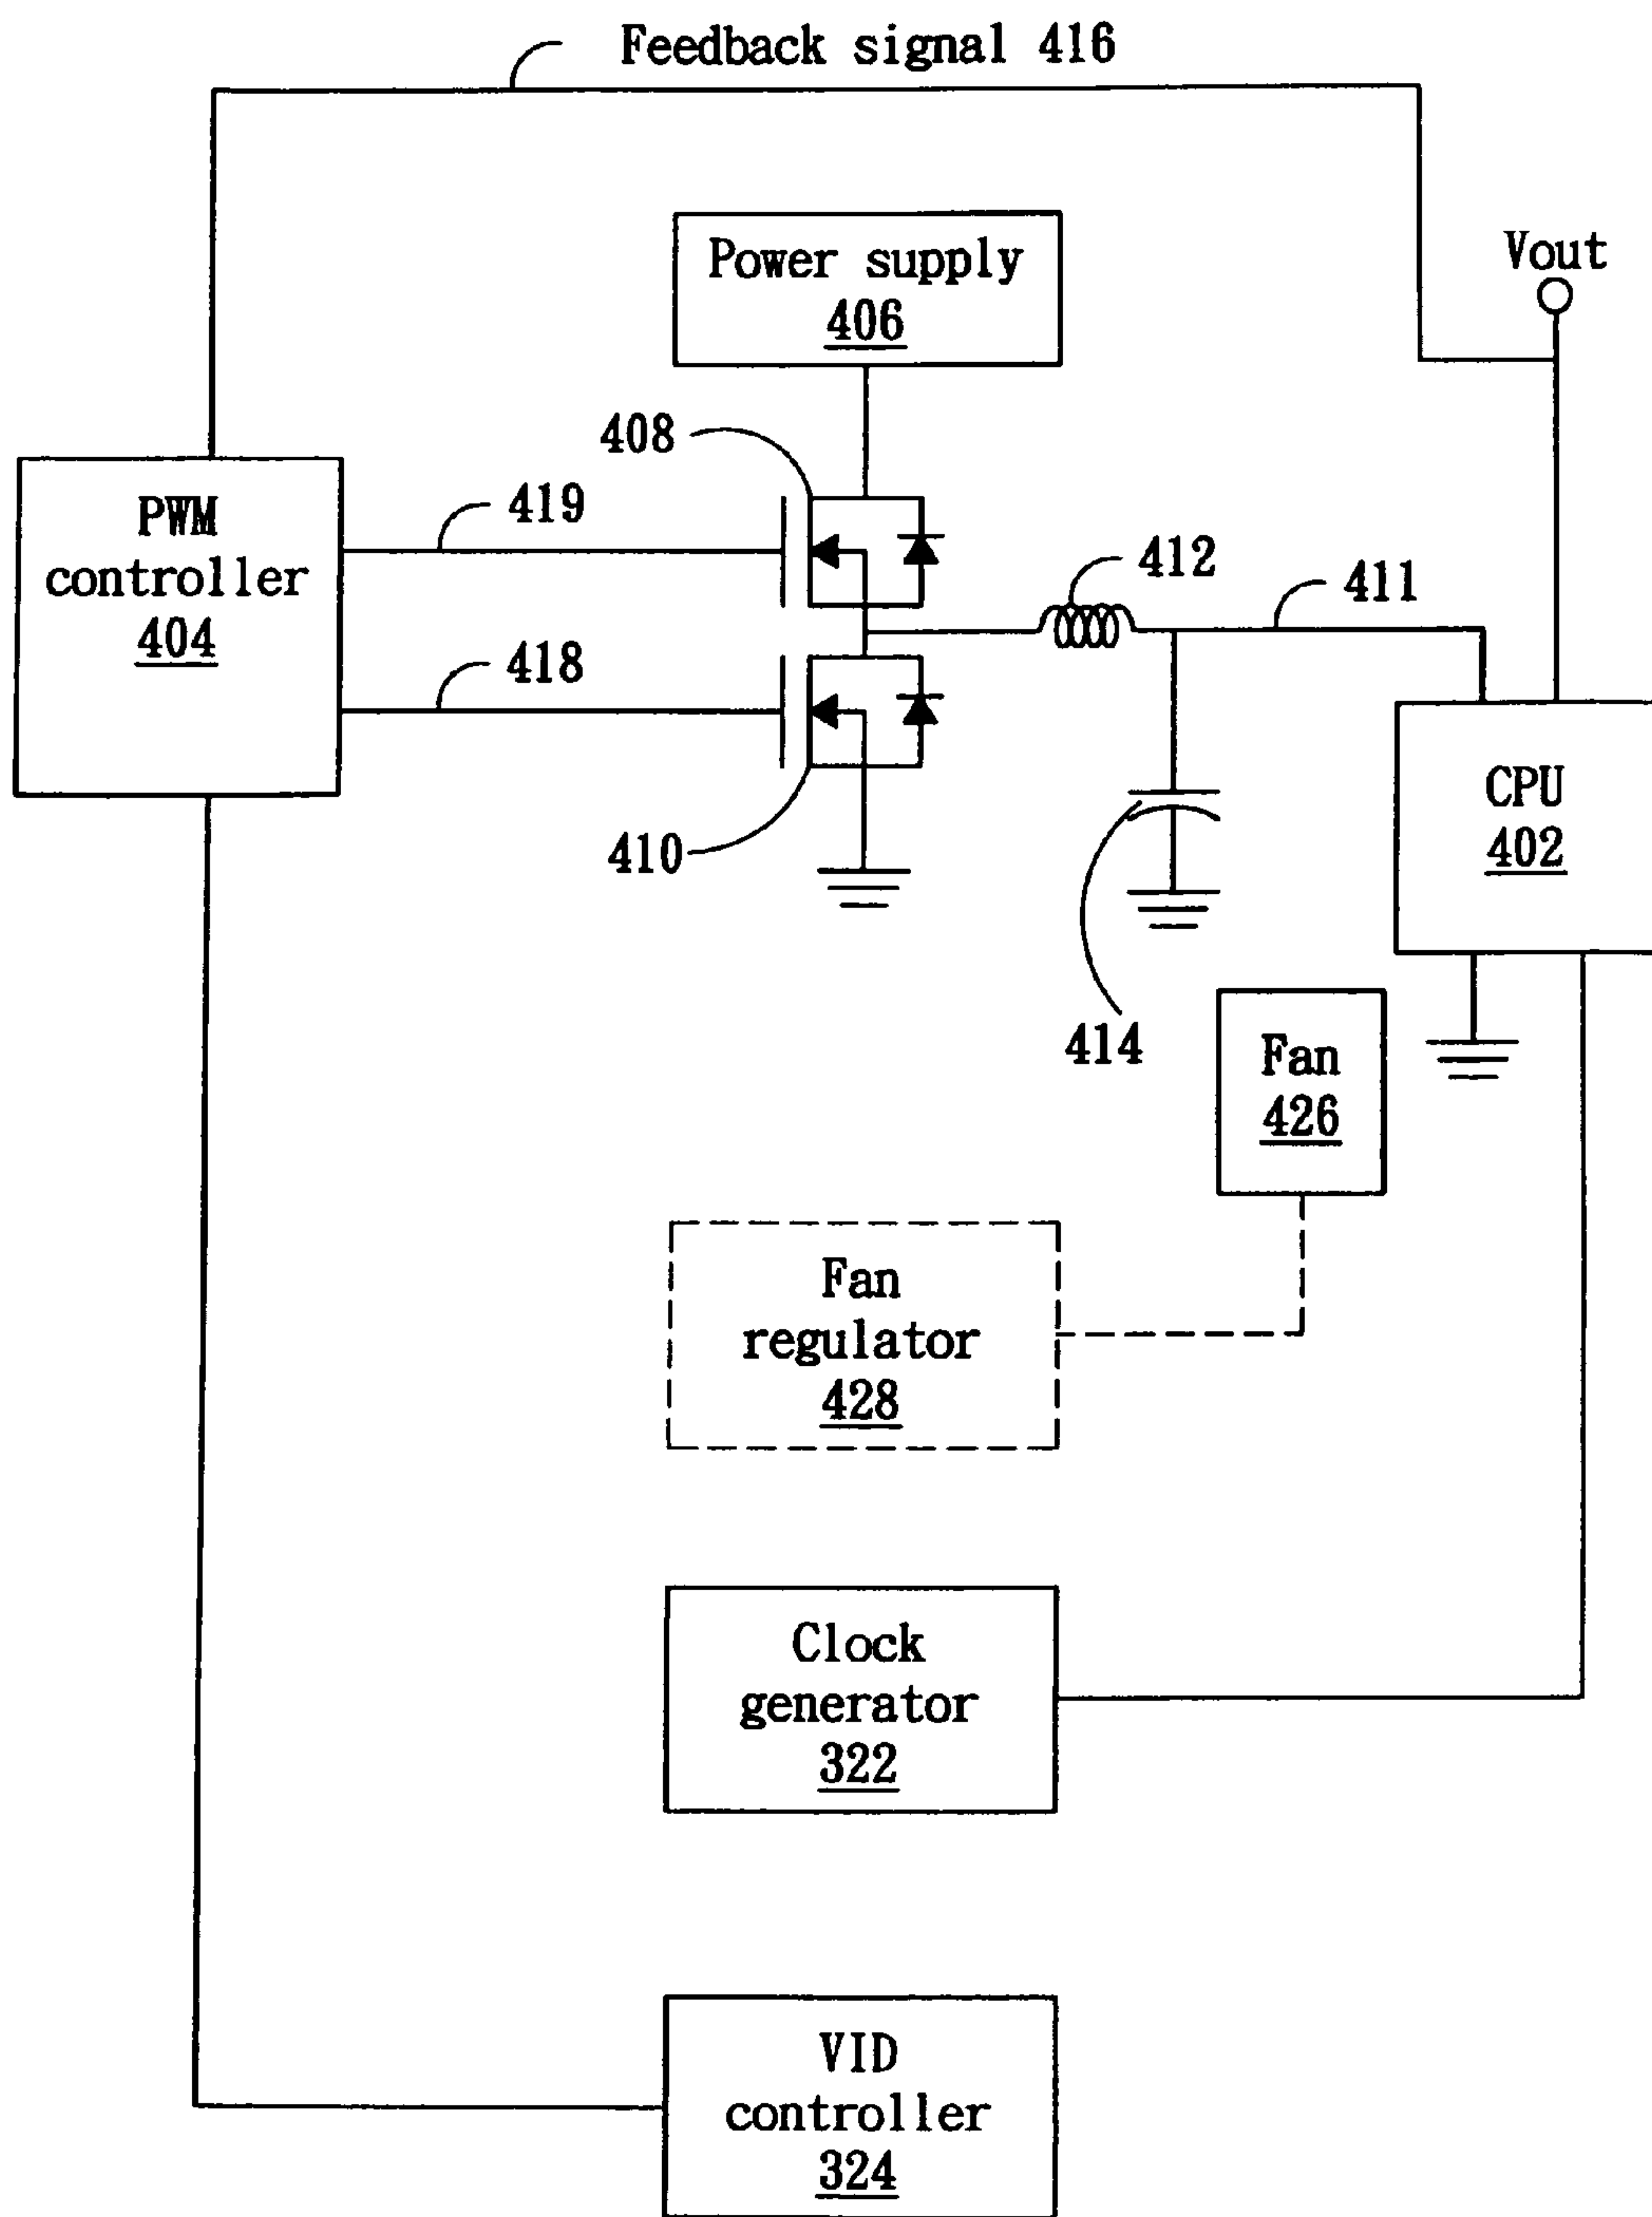 Feedback signal 416
Power supply
406
Vout
408
PWM
controller
404
419
412
411
418
CPU
402
410
414
Fan
426
Fan
regulator
428
Clock
generator
322
VID
controller
324